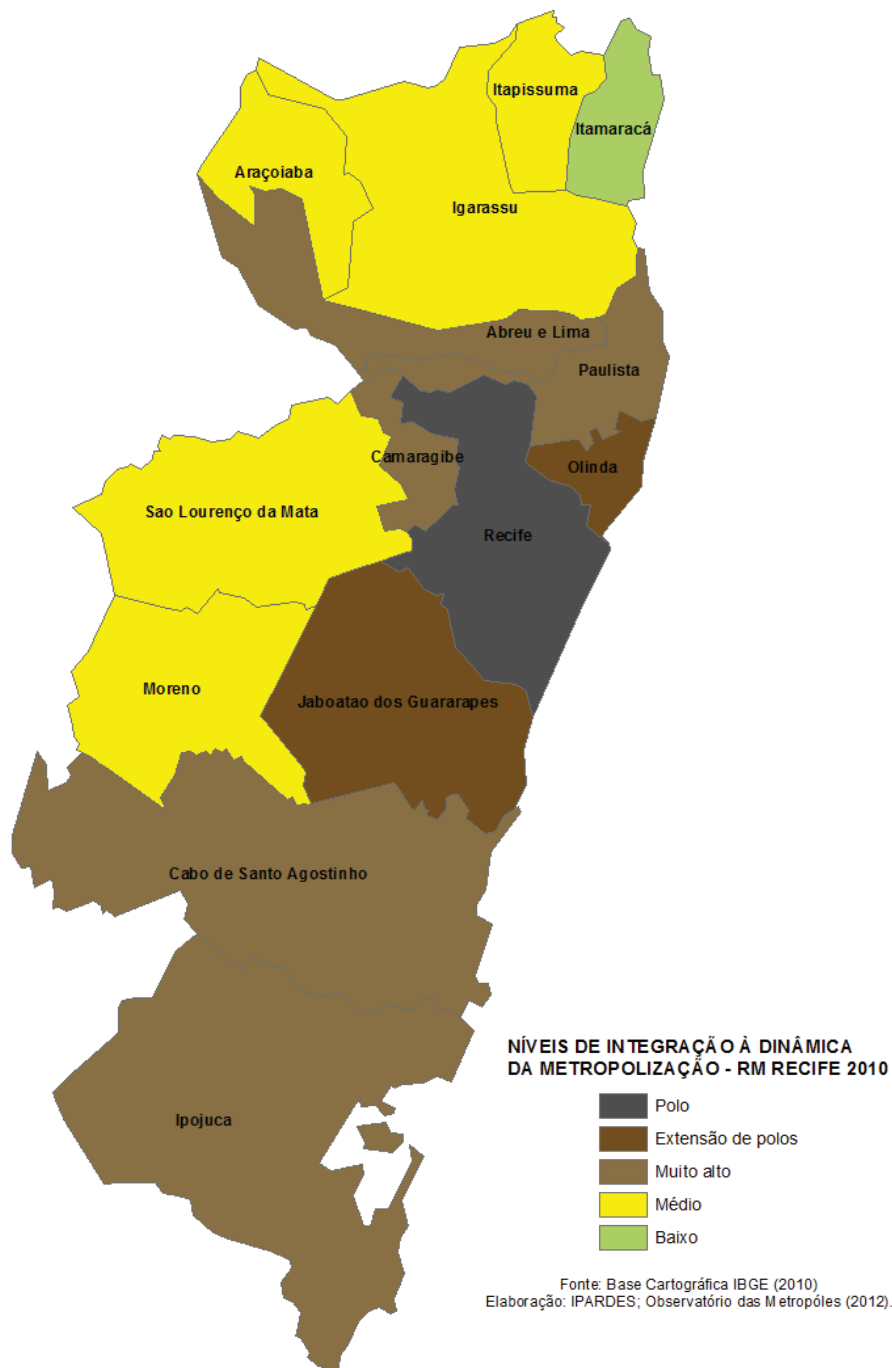 Itapissuma
Itamaracá
Araçoiaba
Igarassu
Abreu e Lima
Paulista
Camaragibe
Olinda
Sao Lourenço da Mata
Recife
Moreno
Jaboatao dos Guararapes
Cabo de Santo Agostinho
Ipojuca
NÍVEIS DE INTEGRAÇÃO À DINÂMICA
DA METROPOLIZAÇÃO - RM RECIFE 2010
Polo
Extensão de polos
Muito alto
Médio
Baixo
Fonte: Base Cartográfica IBGE (2010)
Elaboração: IPARDES; Observatório das Metropóles (2012).